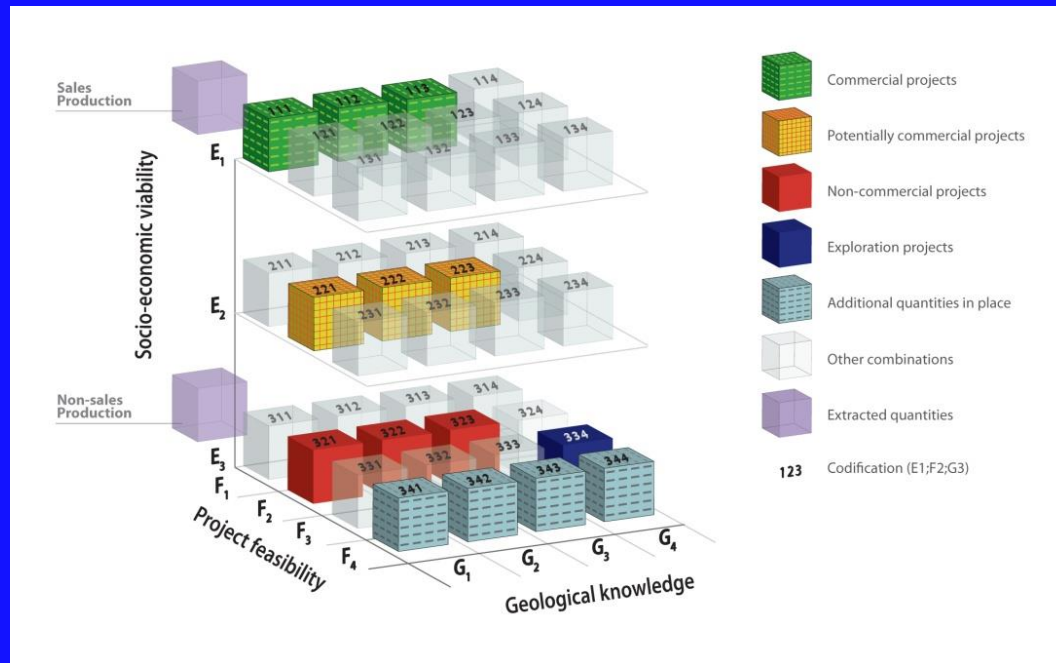 Sales
Production
111
112
113
114
121
122
123
124
131
132
133
134
E1
Socio-economic viability
211
212
213
214
221
222
223
224
231
232
233
234
E2
Non-sales
Production
311
312
313
314
321
322
323
324
331
332
333
334
341
342
343
344
E3
F1
F2
F3
F4
Project feasibility
G1
G2
G3
G4
Geological knowledge
Commercial projects
Potentially commercial projects
Non-commercial projects
Exploration projects
Additional quantities in place
Other combinations
Extracted quantities
123 Codification (E1;F2;G3)